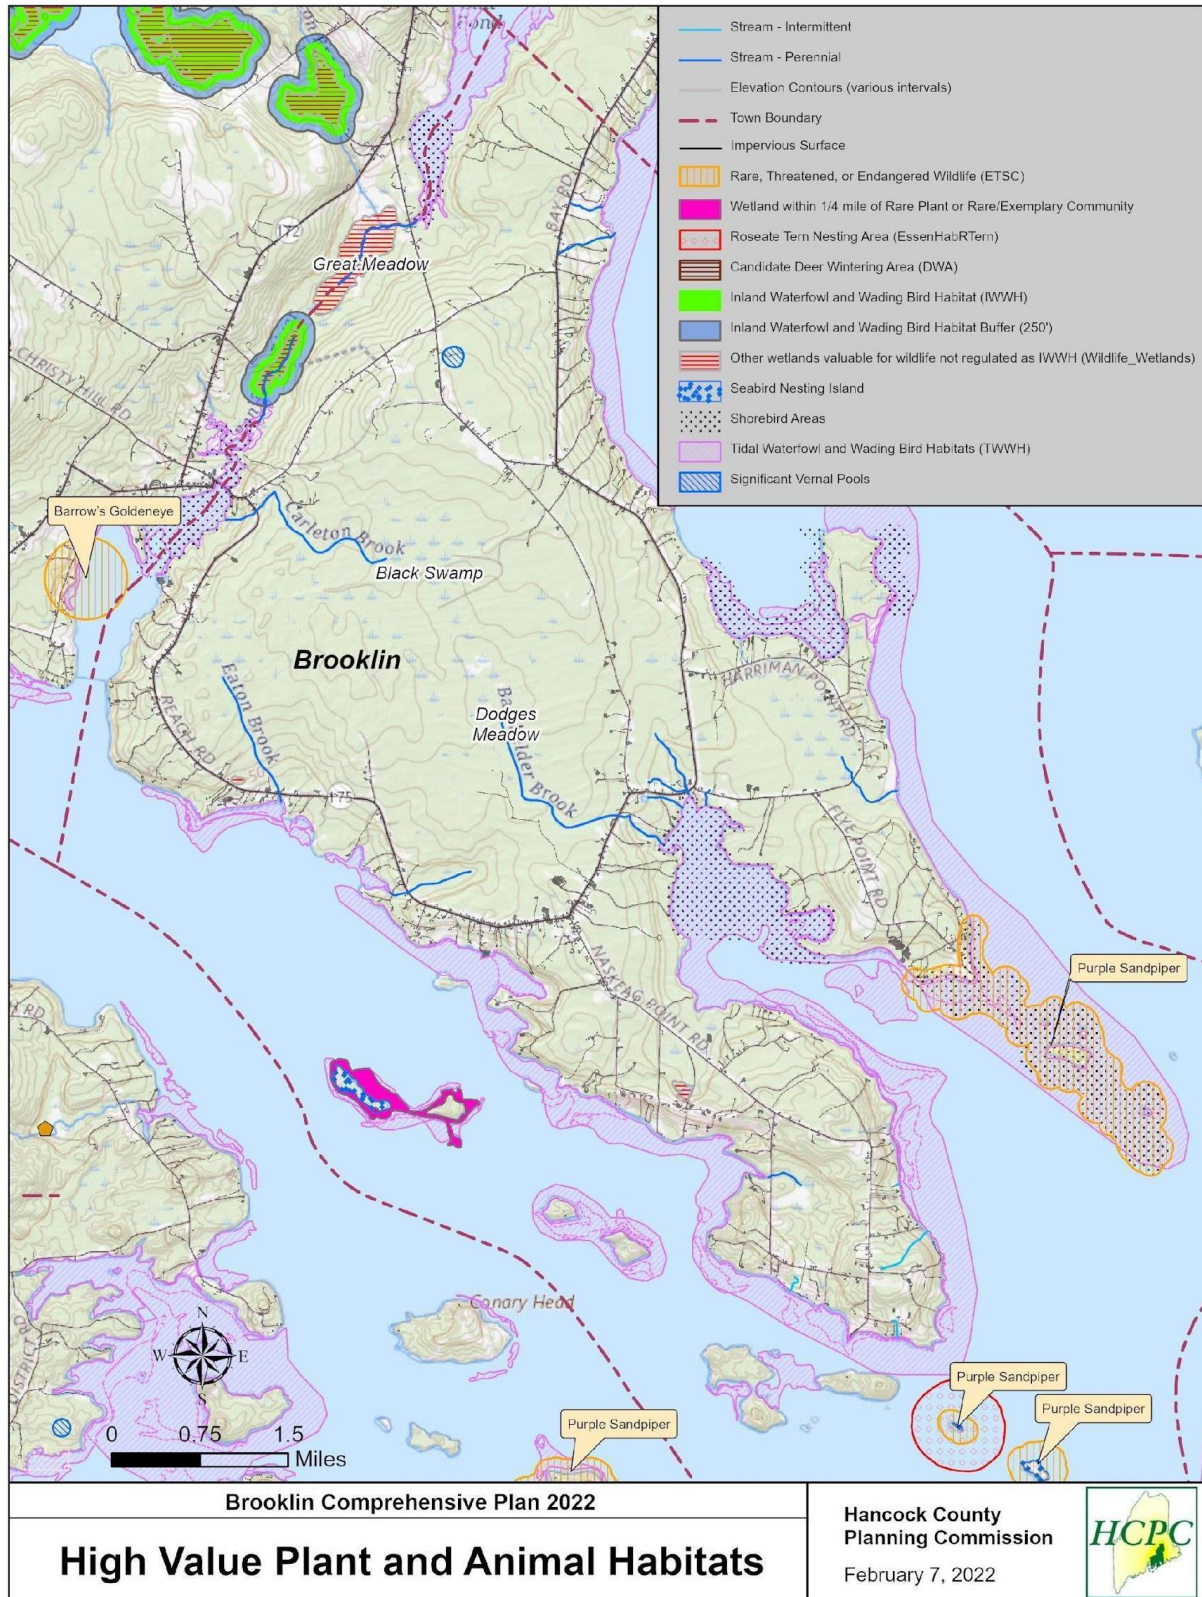 Pond
Stream - Intermittent
Stream - Perennial
Elevation Contours (various intervals)
Town Boundary
Impervious Surface
Rare, Threatened, or Endangered Wildlife (ETSC)
Wetland within 1/4 mile of Rare Plant or Rare/Exemplary Community
Roseate Tern Nesting Area (EssenHabRTern)
Candidate Deer Wintering Area (DWA)
Inland Waterfowl and Wading Bird Habitat (IWWH)
Inland Waterfowl and Wading Bird Habitat Buffer (250')
Other wetlands valuable for wildlife not regulated as IWWH (Wildlife_Wetlands)
Seabird Nesting Island
Shorebird Areas
Tidal Waterfowl and Wading Bird Habitats (TWWH)
Significant Vernal Pools
BAY RD
172
Great Meadow
CHRISTY HILL RD
Barrow's Goldeneye
Carleton Brook
Black Swamp
Brooklin
HARRIMAN POINT RD
Eaton Brook
REACH RD
Dodges
Meadow
Brook
175
FLYE POINT RD
NASKEAG POINT RD
Purple Sandpiper
RD
Conary Head
DISTRICT RD
N
W E
S
0 0.75 1.5
Miles
Purple Sandpiper
Purple Sandpiper
Purple Sandpiper
Brooklin Comprehensive Plan 2022
High Value Plant and Animal Habitats
Hancock County
Planning Commission
February 7, 2022
HCPC